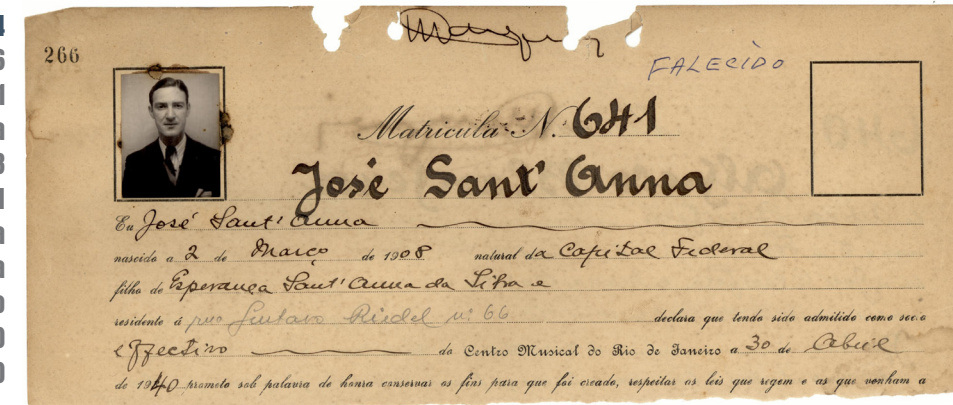 266
FALECIDO
Matricula N. 641
José Sant'Anna
Eu José Sant'Anna
nascido a 2 de Março de 1908 natural da Capital Federal
filho de Esperança Sant'Anna da Silva e
residente á rua Gustavo Riedel nº 66 declara que tendo sido admitido como socio
effectivo do Centro Musical do Rio de Janeiro a 30 de Abril
de 1940 prometo sob palavra de honra conservar os fins para que foi creado, respeitar as leis que regem e as que venham a